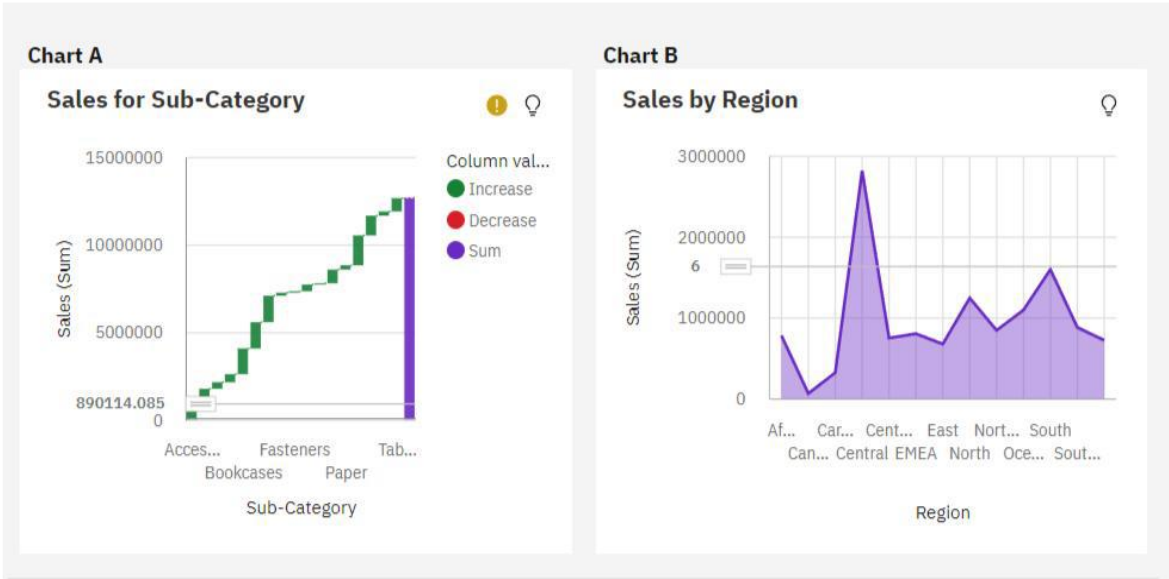 Chart A
Sales for Sub-Category
15000000
10000000
5000000
890114.085
0
Sales (Sum)
Acces... Fasteners Tab...
Bookcases Paper
Sub-Category
Column val...
Increase
Decrease
Sum
Chart B
Sales by Region
3000000
2000000
6
1000000
0
Sales (Sum)
Af... Car... Cent... East Nort... South
Can... Central EMEA North Oce... Sout...
Region